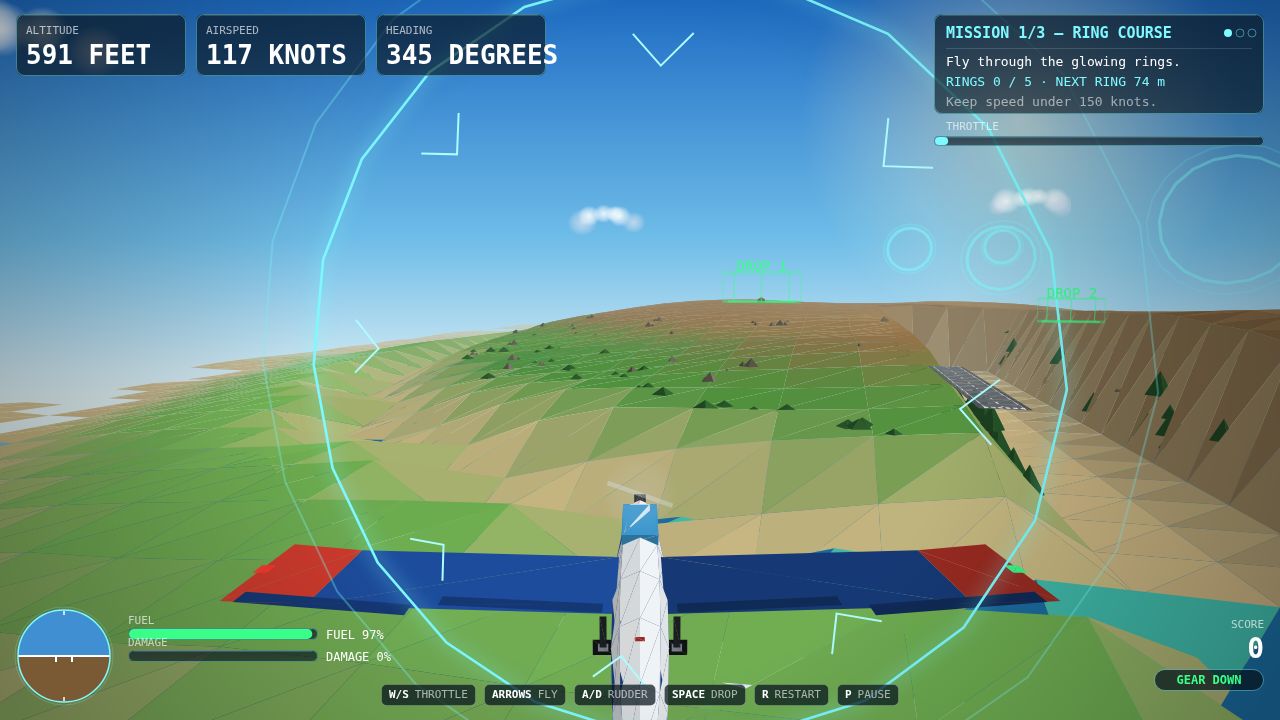 ALTITUDE
591 FEET
AIRSPEED
117 KNOTS
HEADING
345 DEGREES
MISSION 1/3 — RING COURSE
Fly through the glowing rings.
RINGS 0 / 5 · NEXT RING 74 m
Keep speed under 150 knots.
THROTTLE
DROP 1
DROP 2
FUEL
FUEL 97%
DAMAGE
DAMAGE 0%
SCORE
0
GEAR DOWN
W/S THROTTLE
ARROWS FLY
A/D RUDDER
SPACE DROP
R RESTART
P PAUSE